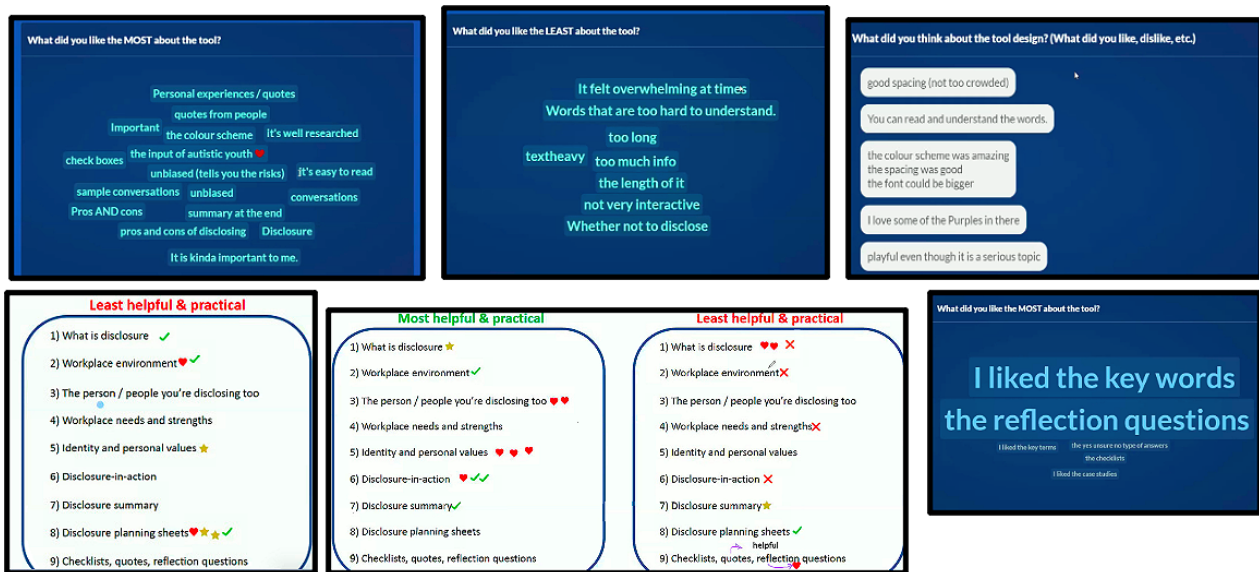 What did you like the MOST about the tool?
Personal experiences / quotes
quotes from people
Important
the colour scheme
it's well researched
check boxes
the input of autistic youth
unbiased (tells you the risks)
it's easy to read
sample conversations
unbiased
conversations
Pros AND cons
summary at the end
pros and cons of disclosing
Disclosure
It is kinda important to me.
What did you like the LEAST about the tool?
It felt overwhelming at times
Words that are too hard to understand.
too long
textheavy
too much info
the length of it
not very interactive
Whether not to disclose
What did you think about the tool design? (What did you like, dislike, etc.)
good spacing (not too crowded)
You can read and understand the words.
the colour scheme was amazing
the spacing was good
the font could be bigger
I love some of the Purples in there
playful even though it is a serious topic
Least helpful & practical
1) What is disclosure
2) Workplace environment
3) The person / people you're disclosing too
4) Workplace needs and strengths
5) Identity and personal values
6) Disclosure-in-action
7) Disclosure summary
8) Disclosure planning sheets
9) Checklists, quotes, reflection questions
Most helpful & practical
1) What is disclosure
2) Workplace environment
3) The person / people you're disclosing too
4) Workplace needs and strengths
5) Identity and personal values
6) Disclosure-in-action
7) Disclosure summary
8) Disclosure planning sheets
9) Checklists, quotes, reflection questions
Least helpful & practical
1) What is disclosure
2) Workplace environment
3) The person / people you're disclosing too
4) Workplace needs and strengths
5) Identity and personal values
6) Disclosure-in-action
7) Disclosure summary
8) Disclosure planning sheets
helpful
9) Checklists, quotes, reflection questions
What did you like the MOST about the tool?
I liked the key words
the reflection questions
I liked the key terms
the yes unsure no type of answers
the checklists
I liked the case studies